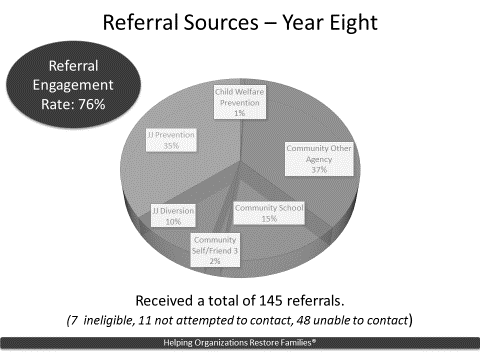 Referral Sources – Year Eight
Referral
Engagement
Rate: 76%
Child Welfare
Prevention
1%
JJ Prevention
35%
Community Other
Agency
37%
JJ Diversion
10%
Community School
15%
Community
Self/Friend 3
2%
Received a total of 145 referrals.
(7 ineligible, 11 not attempted to contact, 48 unable to contact)
Helping Organizations Restore Families®